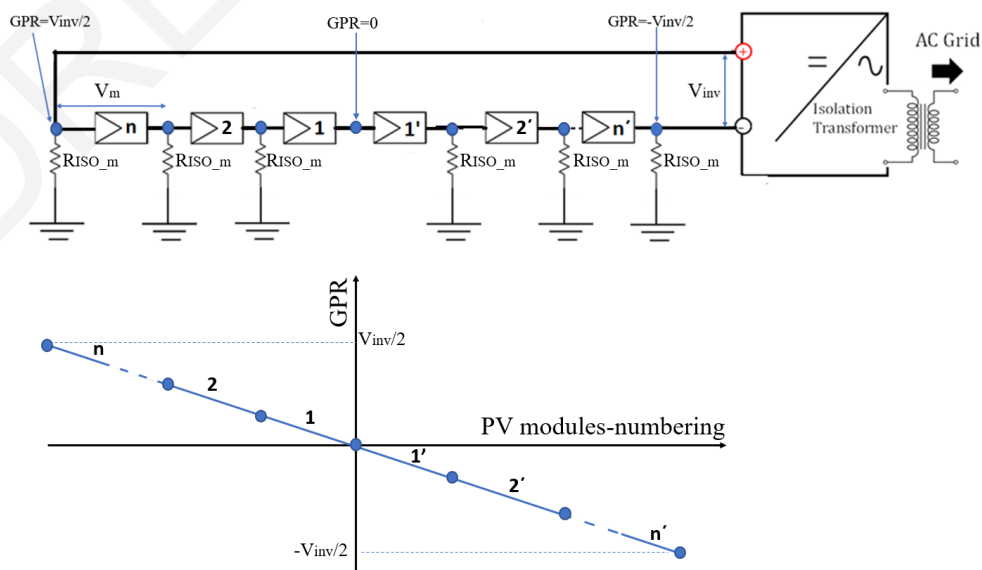 GPR=Vinv/2
GPR=0
GPR=-Vinv/2
AC Grid
Vm
Vinv
=
~
+
-
n
2
1
1'
2'
n'
Isolation
Transformer
RISO_m
RISO_m
RISO_m
RISO_m
RISO_m
RISO_m
GPR
Vinv/2
n
2
1
PV modules-numbering
1'
2'
n'
-Vinv/2